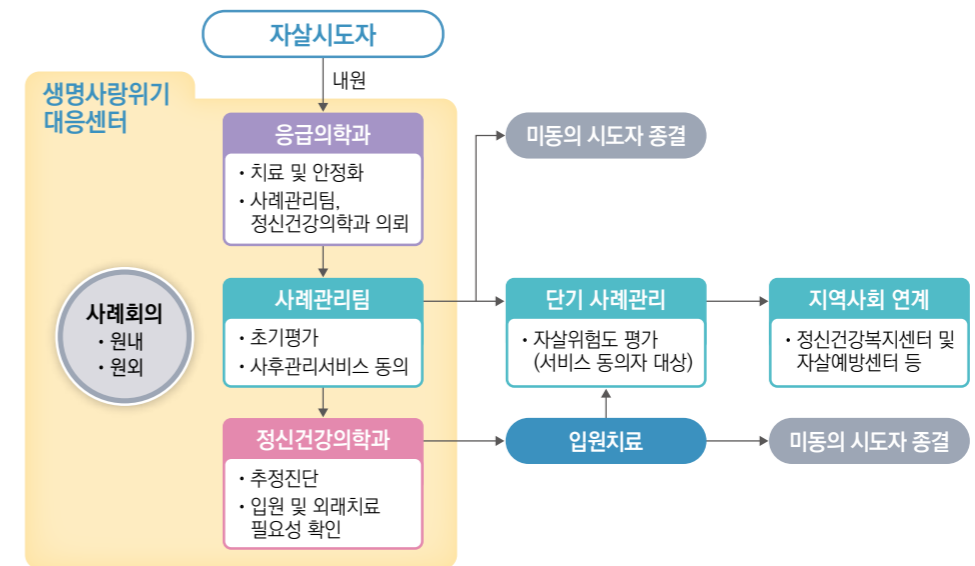 자살시도자
내원
생명사랑위기
대응센터
응급의학과
· 치료 및 안정화
· 사례관리팀,
정신건강의학과 의뢰
미동의 시도자 종결
사례회의
· 원내
· 원외
사례관리팀
· 초기평가
· 사후관리서비스 동의
단기 사례관리
· 자살위험도 평가
(서비스 동의자 대상)
지역사회 연계
· 정신건강복지센터 및
자살예방센터 등
정신건강의학과
· 추정진단
· 입원 및 외래치료
필요성 확인
입원치료
미동의 시도자 종결